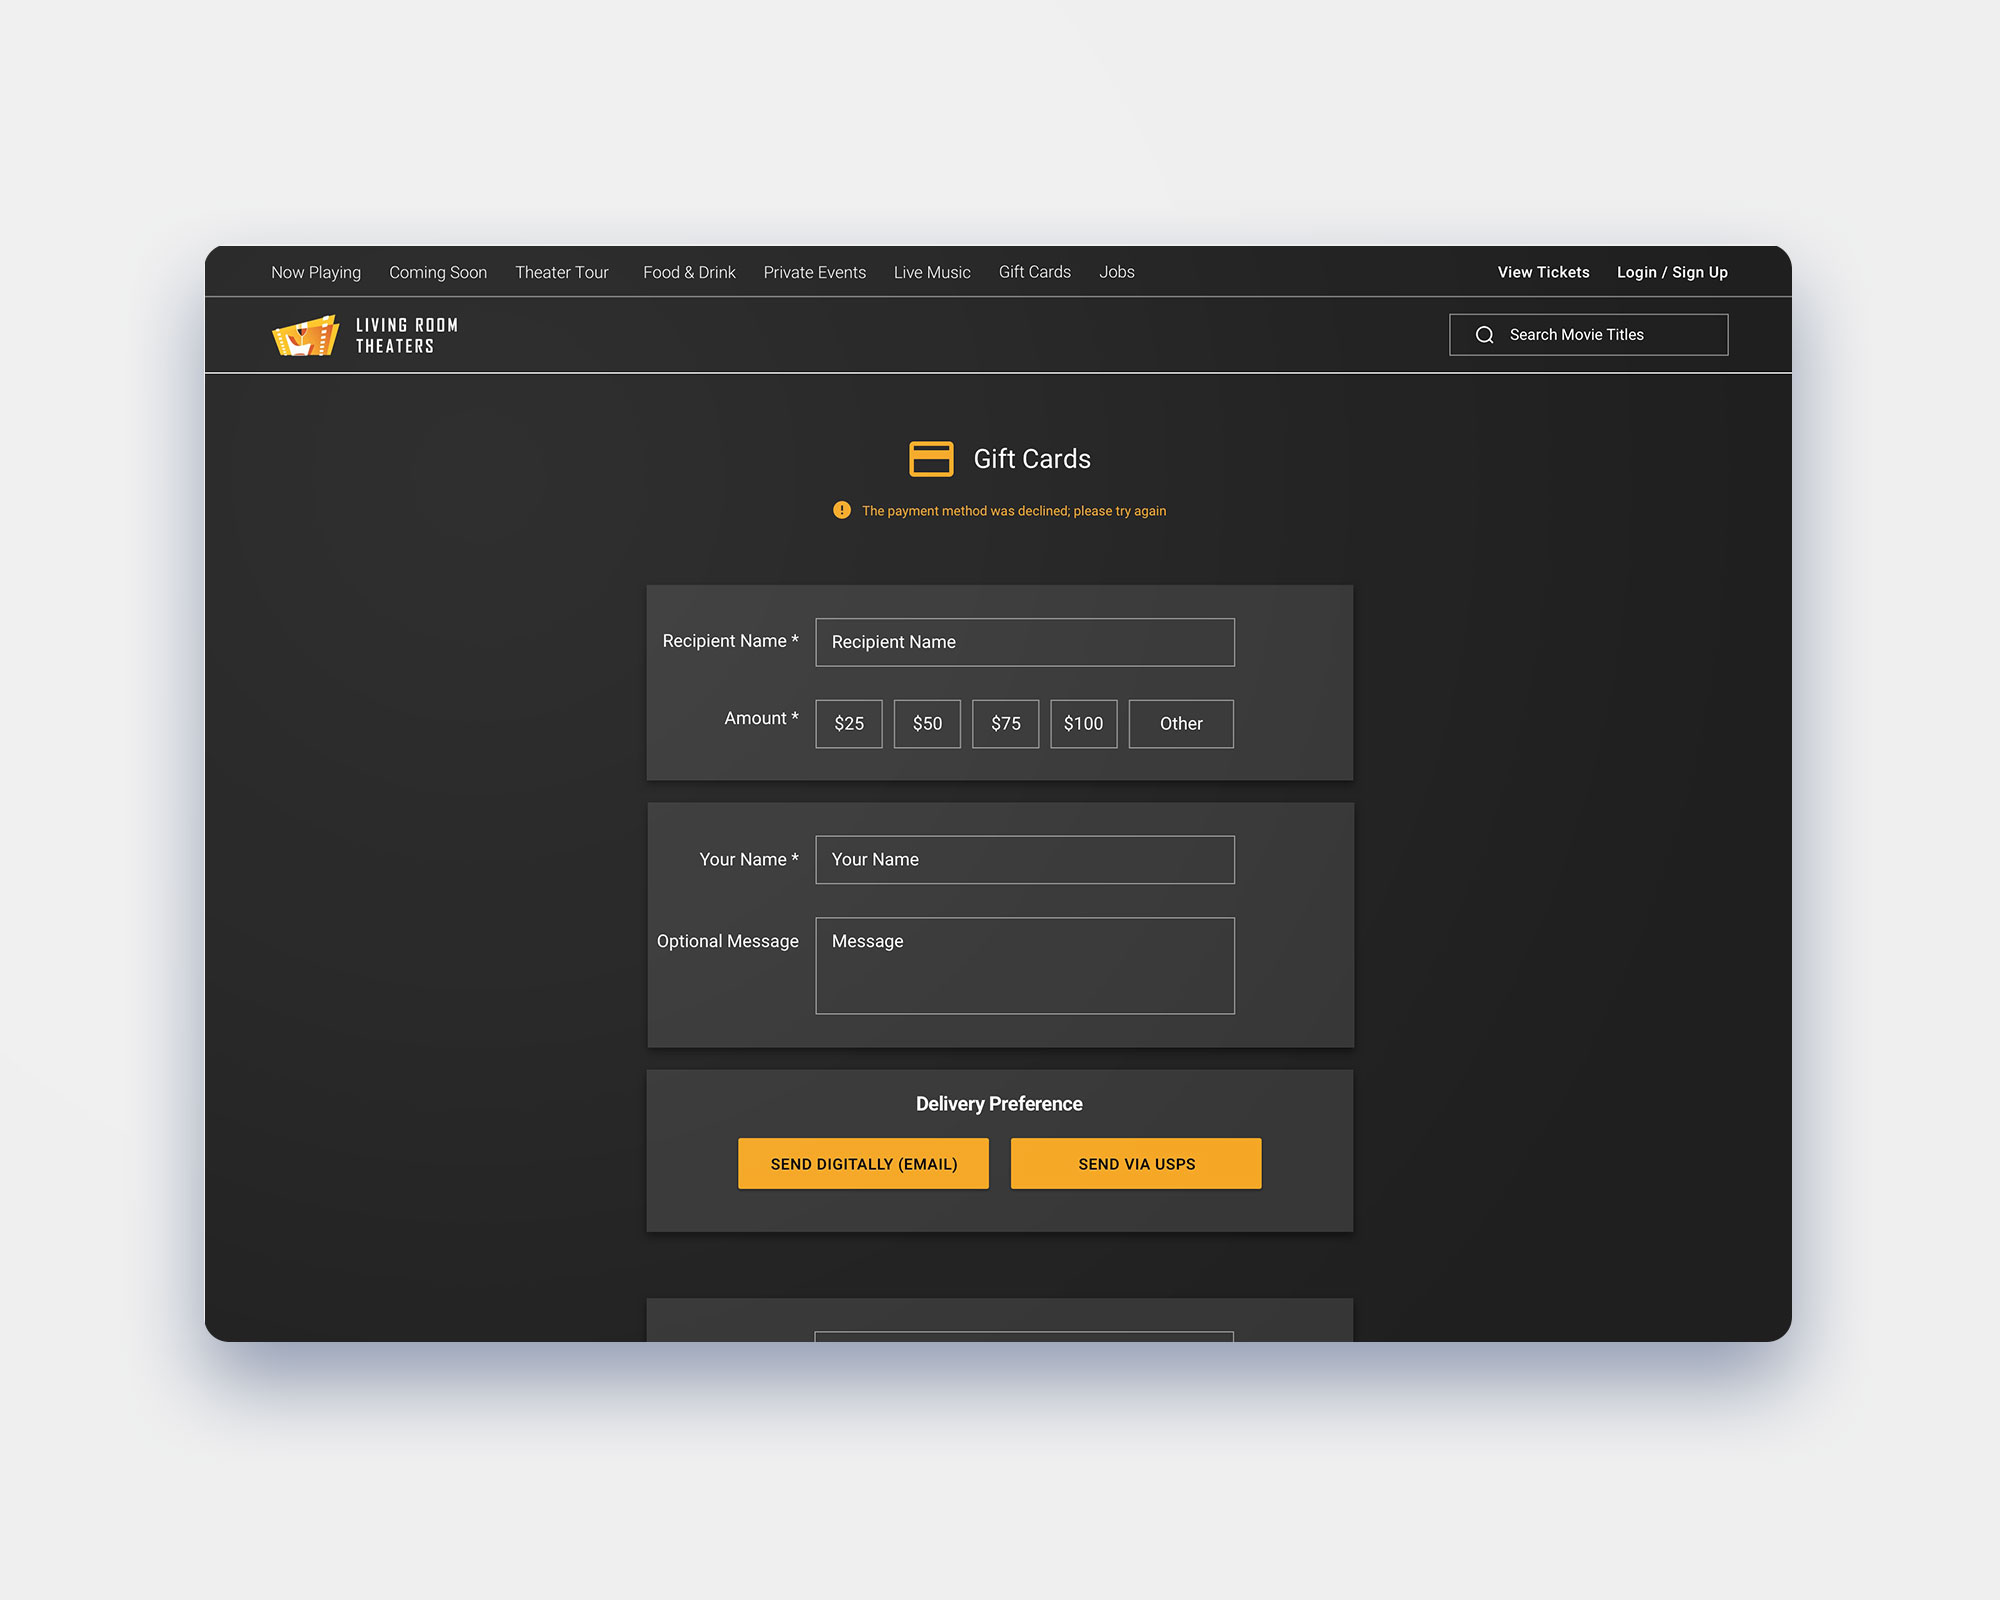 Now Playing Coming Soon Theater Tour Food & Drink Private Events Live Music Gift Cards Jobs View Tickets Login / Sign Up
LIVING ROOM
THEATERS
Search Movie Titles
Gift Cards
! The payment method was declined; please try again
Recipient Name * Recipient Name
Amount * $25 $50 $75 $100 Other
Your Name * Your Name
Optional Message Message
Delivery Preference
SEND DIGITALLY (EMAIL) SEND VIA USPS